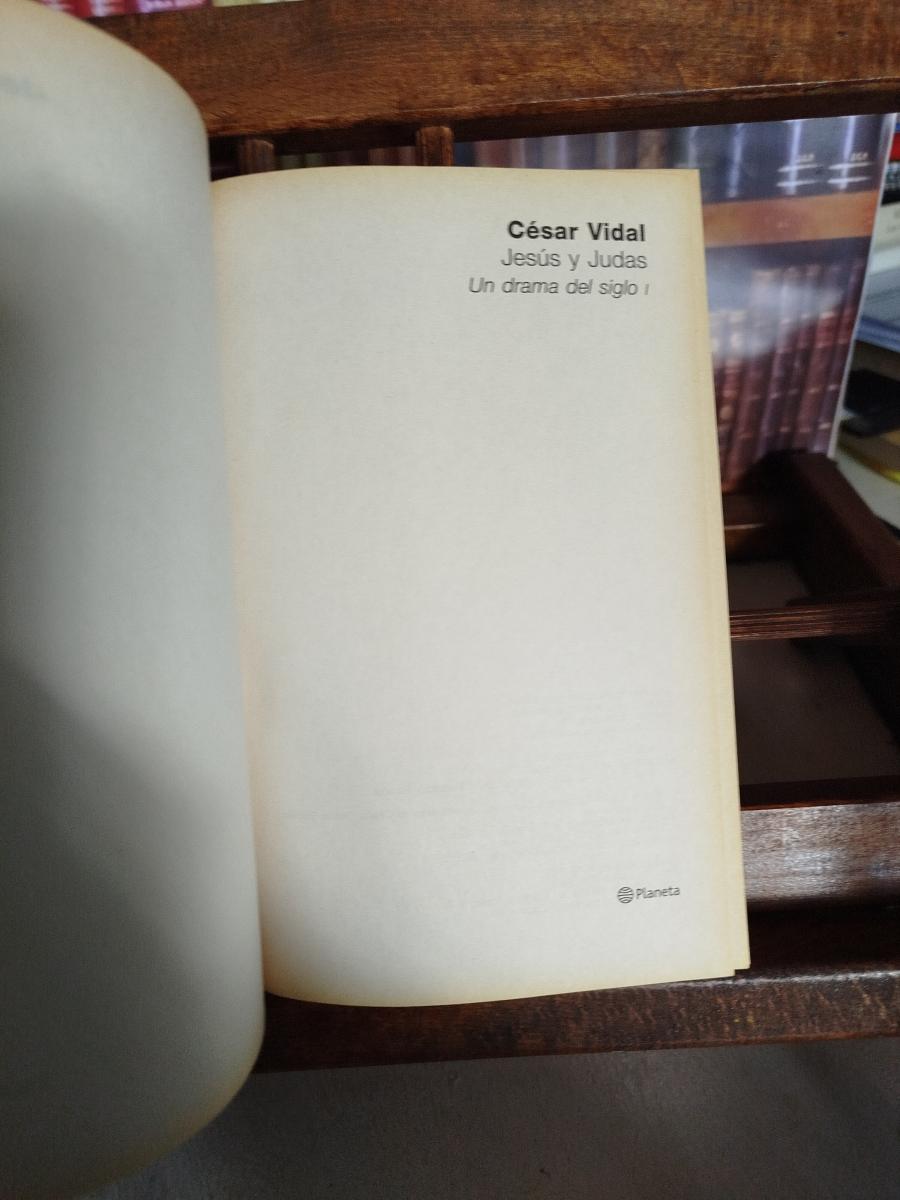 César Vidal
Jesús y Judas
Un drama del siglo I
Planeta